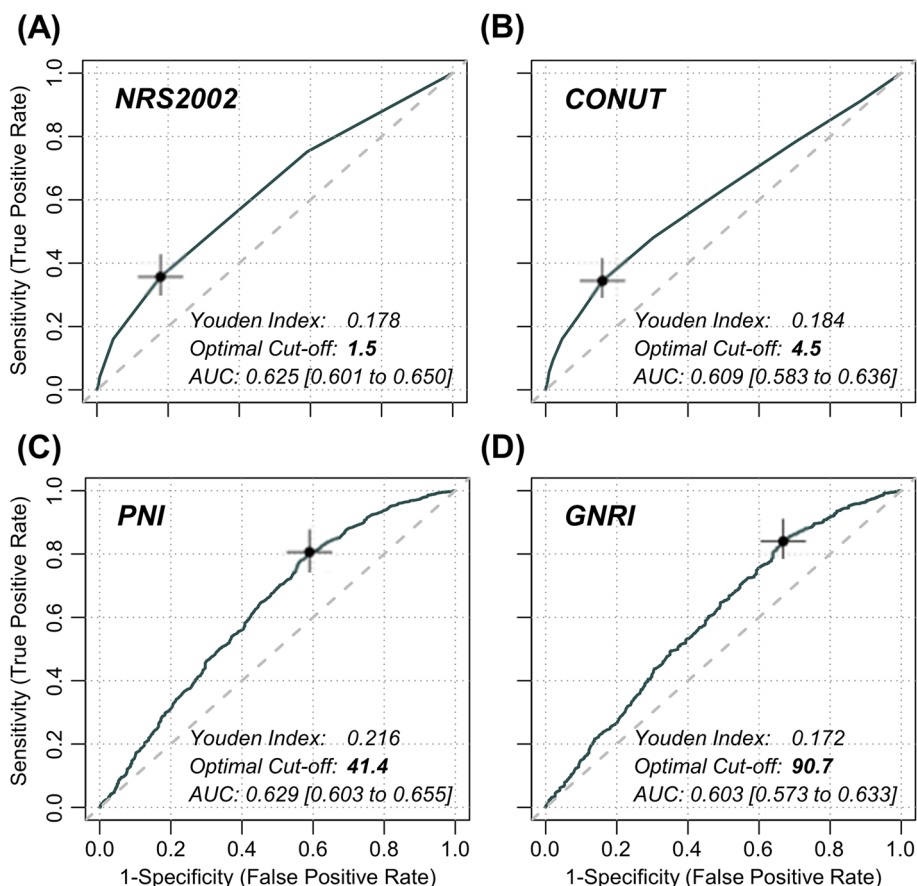 (A)
NRS2002
Sensitivity (True Positive Rate)
1.0
0.8
0.6
0.4
0.2
0.0
Youden Index: 0.178
Optimal Cut-off: 1.5
AUC: 0.625 [0.601 to 0.650]
(B)
CONUT
Youden Index: 0.184
Optimal Cut-off: 4.5
AUC: 0.609 [0.583 to 0.636]
(C)
PNI
Sensitivity (True Positive Rate)
1.0
0.8
0.6
0.4
0.2
0.0
Youden Index: 0.216
Optimal Cut-off: 41.4
AUC: 0.629 [0.603 to 0.655]
0.0 0.2 0.4 0.6 0.8 1.0
1-Specificity (False Positive Rate)
(D)
GNRI
Youden Index: 0.172
Optimal Cut-off: 90.7
AUC: 0.603 [0.573 to 0.633]
0.0 0.2 0.4 0.6 0.8 1.0
1-Specificity (False Positive Rate)